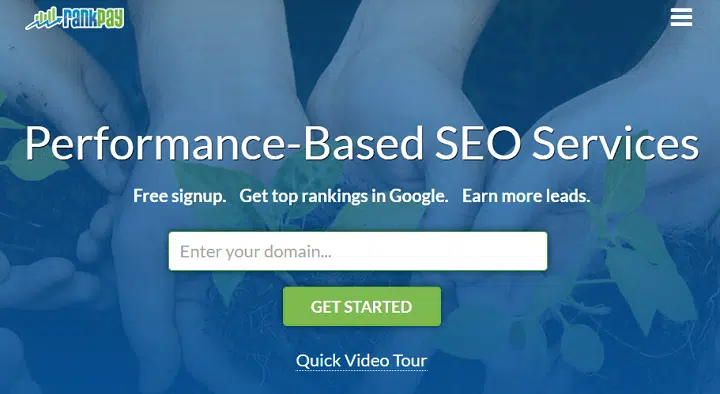 rankpay
Performance-Based SEO Services
Free signup. Get top rankings in Google. Earn more leads.
Enter your domain...
GET STARTED
Quick Video Tour